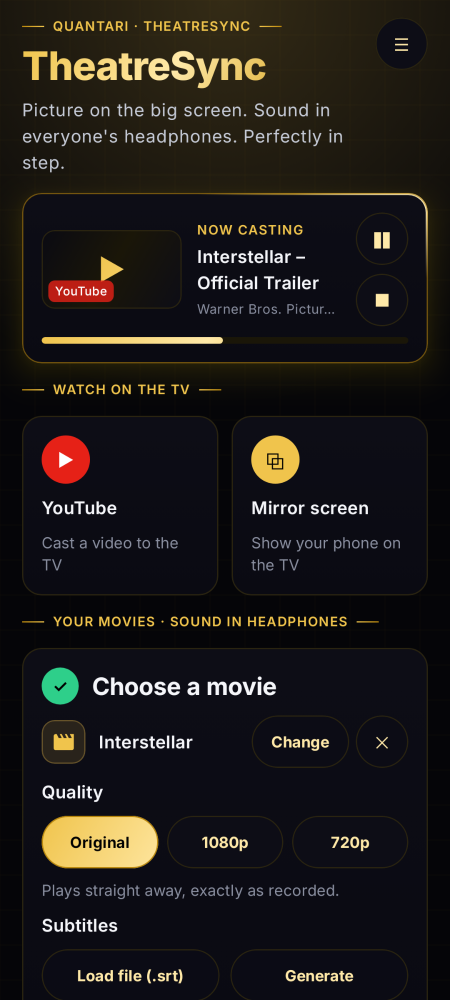 QUANTARI · THEATRESYNC
TheatreSync
Picture on the big screen. Sound in
everyone's headphones. Perfectly in
step.
NOW CASTING
Interstellar –
Official Trailer
Warner Bros. Pictur...
YouTube
WATCH ON THE TV
YouTube
Cast a video to the
TV
Mirror screen
Show your phone on
the TV
YOUR MOVIES · SOUND IN HEADPHONES
Choose a movie
Interstellar
Change
Quality
Original
1080p
720p
Plays straight away, exactly as recorded.
Subtitles
Load file (.srt)
Generate